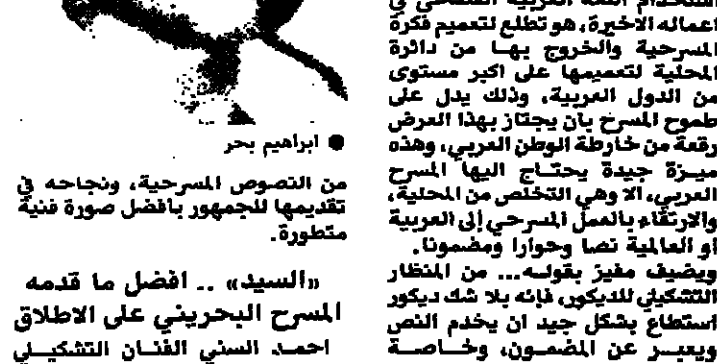 استخدام اللغة العربية الفصحى في
اعماله الاخيرة، هو تطلع لتعميم فكرة
المسرحية والخروج بها من دائرة
المحلية لتعميمها على اكبر مستوى
من الدول العربية، وذلك يدل على
طموح المسرح بان يجتاز بهذا العرض
رقعة من خارطة الوطن العربي، وهذه
ميزة جيدة يحتاج اليها المسرح
العربي، الا وهي التخلص من المحلية،
والارتقاء بالعمل المسرحي إلى العربية
او العالمية نصا وحوارا ومضمونا.
ويضيف مفيز بقوله... من المنظار
التشكيلي للديكور، فإنه بلا شك ديكور
استطاع بشكل جيد ان يخدم النص
ويعبر عن المضمون، وخاصة
● ابراهيم بحر
من النصوص المسرحية، ونجاحه في
تقديمها للجمهور بافضل صورة فنية
متطورة.
«السيد» .. افضل ما قدمه
المسرح البحريني على الاطلاق
احمد السني الفنان التشكيلي